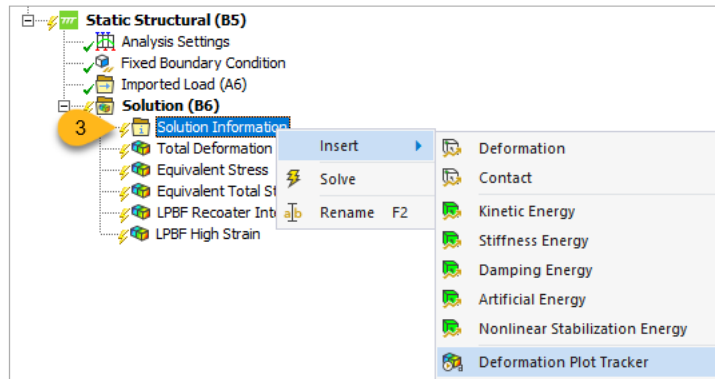 Static Structural (B5)
Analysis Settings
Fixed Boundary Condition
Imported Load (A6)
Solution (B6)
3
Solution Information
Total Deformation
Equivalent Stress
Equivalent Total St
LPBF Recoater Int
LPBF High Strain
Insert
Solve
Rename F2
Deformation
Contact
Kinetic Energy
Stiffness Energy
Damping Energy
Artificial Energy
Nonlinear Stabilization Energy
Deformation Plot Tracker